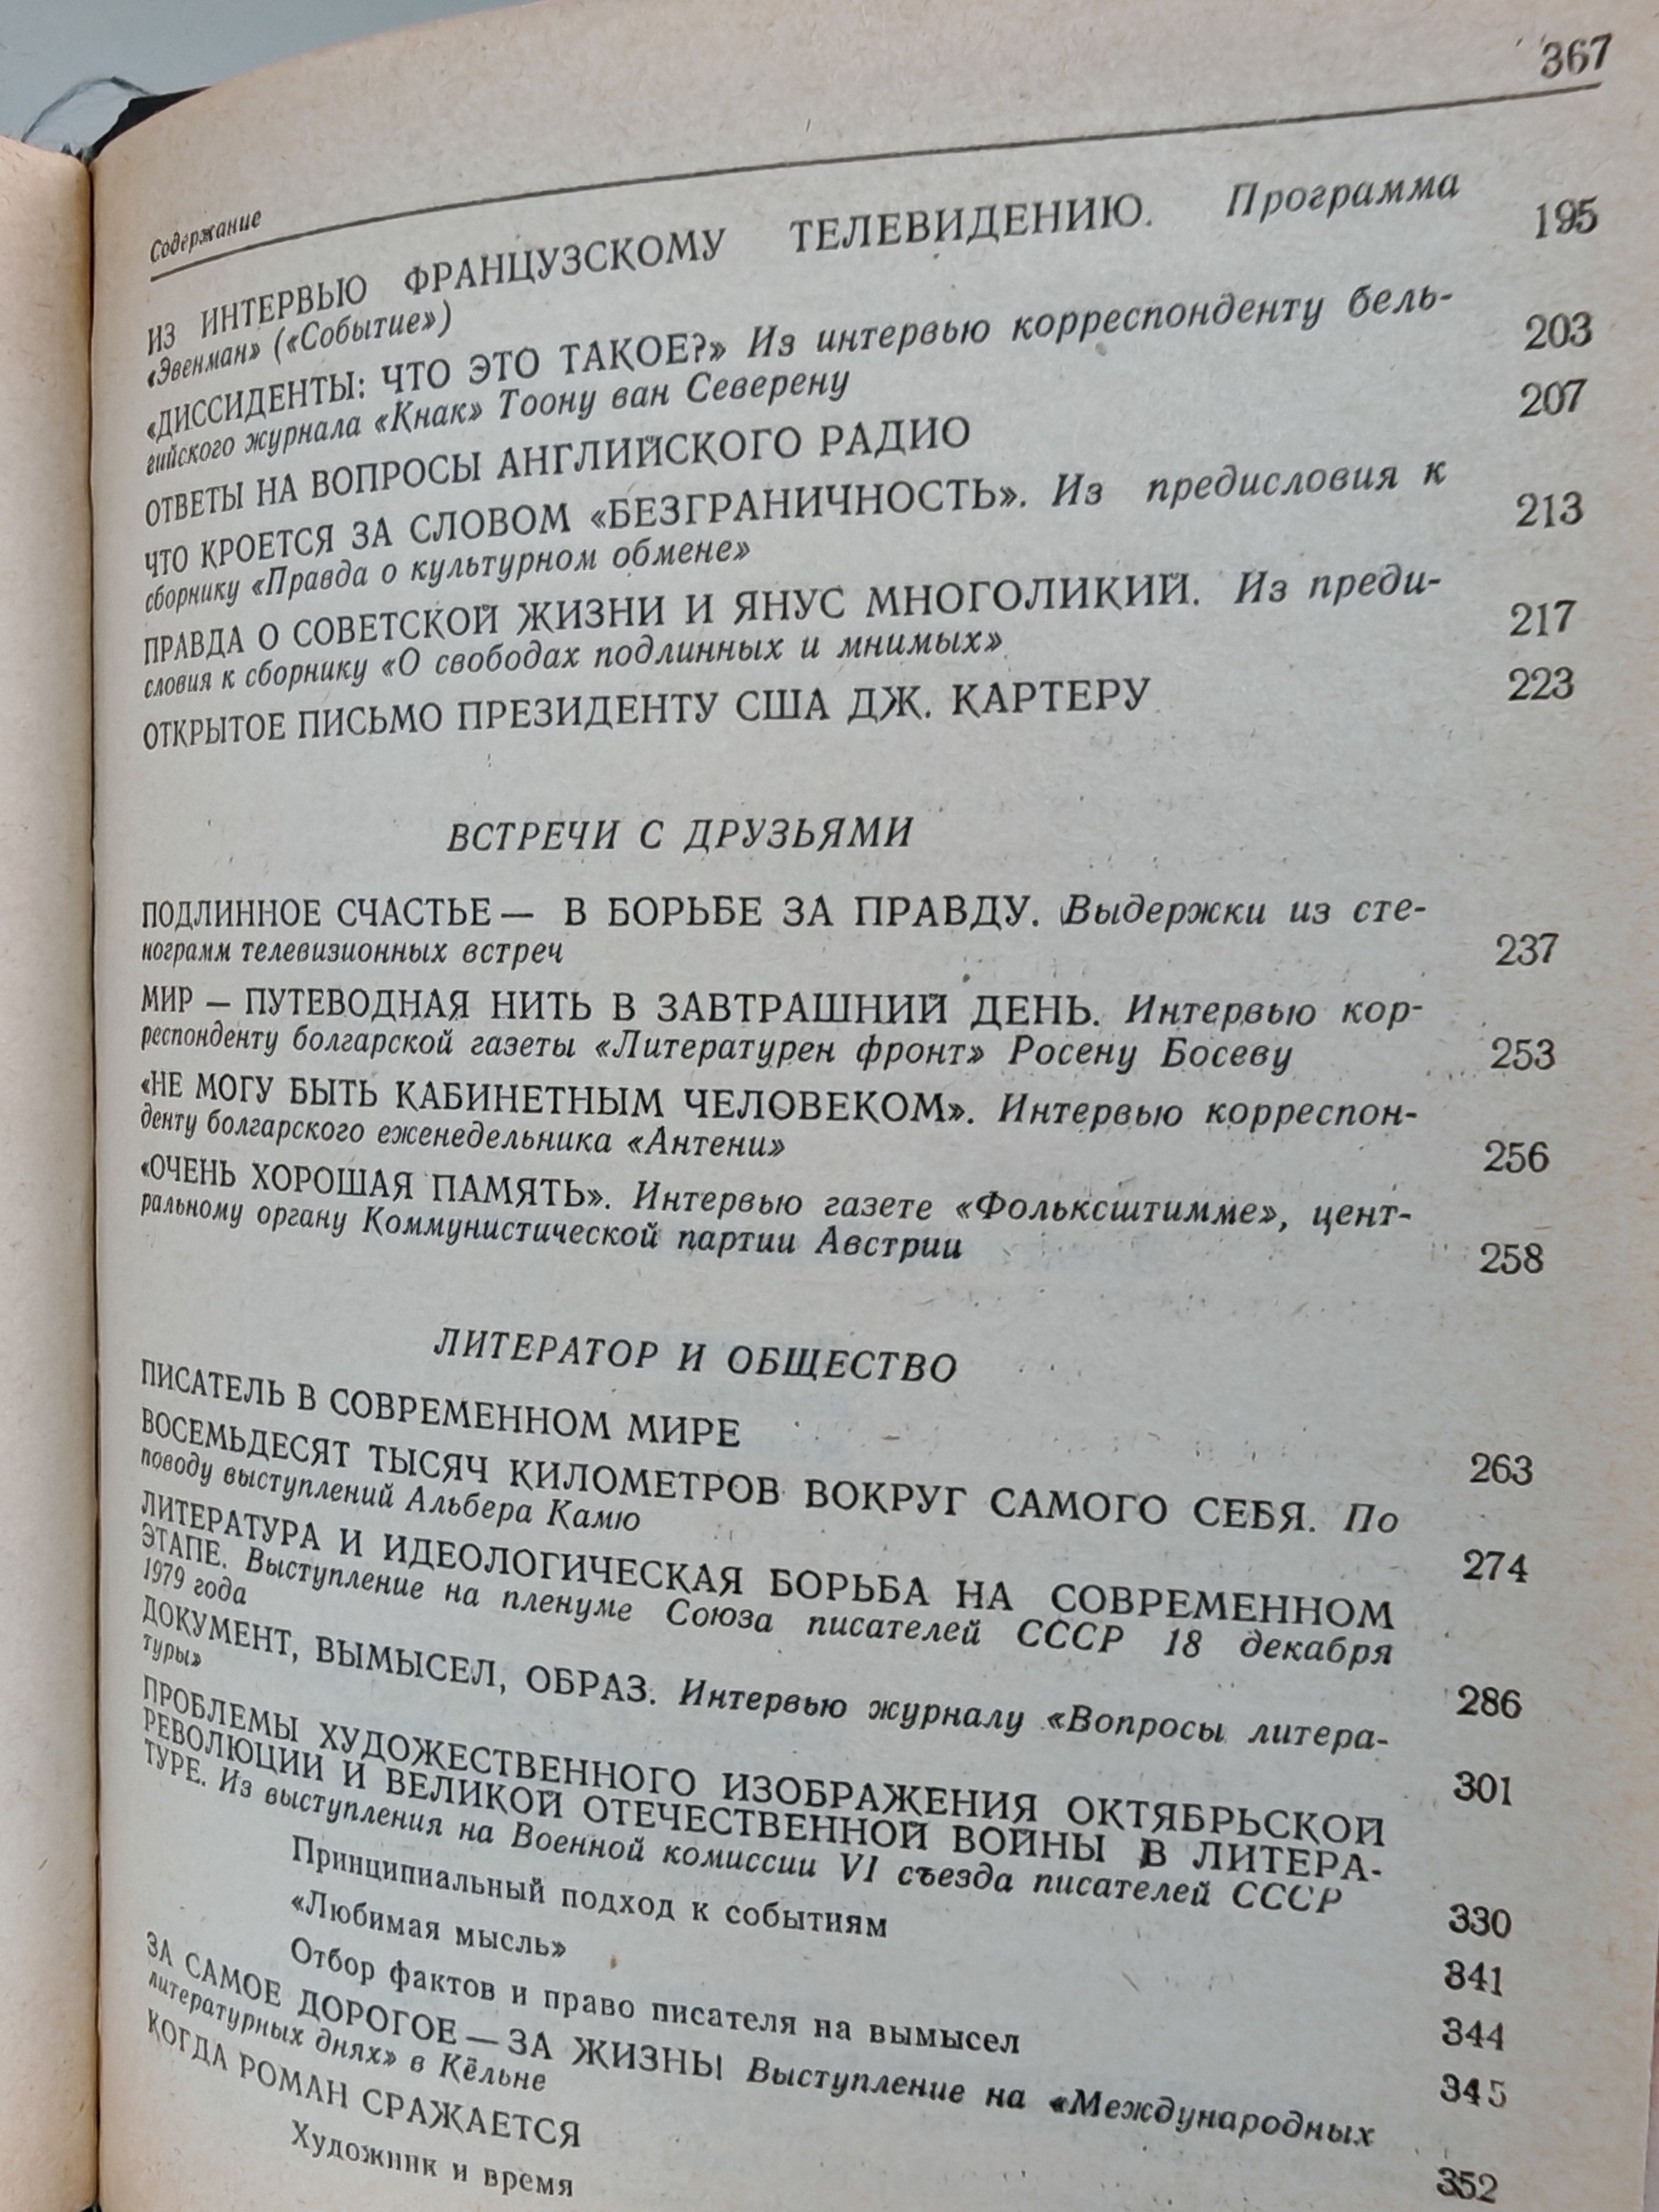 367
Содержание
ИЗ ИНТЕРВЬЮ ФРАНЦУЗСКОМУ ТЕЛЕВИДЕНИЮ. Программа
«Эвенман» («Событие») 195
«ДИССИДЕНТЫ: ЧТО ЭТО ТАКОЕ?» Из интервью корреспонденту бель-
гийского журнала «Кнак» Тоону ван Северену 203
ОТВЕТЫ НА ВОПРОСЫ АНГЛИЙСКОГО РАДИО 207
ЧТО КРОЕТСЯ ЗА СЛОВОМ «БЕЗГРАНИЧНОСТЬ». Из предисловия к
сборнику «Правда о культурном обмене» 213
ПРАВДА О СОВЕТСКОЙ ЖИЗНИ И ЯНУС МНОГОЛИКИЙ. Из преди-
словия к сборнику «О свободах подлинных и мнимых» 217
ОТКРЫТОЕ ПИСЬМО ПРЕЗИДЕНТУ США ДЖ. КАРТЕРУ 223
ВСТРЕЧИ С ДРУЗЬЯМИ
ПОДЛИННОЕ СЧАСТЬЕ — В БОРЬБЕ ЗА ПРАВДУ. Выдержки из сте-
нограмм телевизионных встреч 237
МИР — ПУТЕВОДНАЯ НИТЬ В ЗАВТРАШНИЙ ДЕНЬ. Интервью кор-
респонденту болгарской газеты «Литературен фронт» Росену Босеву 253
«НЕ МОГУ БЫТЬ КАБИНЕТНЫМ ЧЕЛОВЕКОМ». Интервью корреспон-
денту болгарского еженедельника «Антени» 256
«ОЧЕНЬ ХОРОШАЯ ПАМЯТЬ». Интервью газете «Фольксштимме», цент-
ральному органу Коммунистической партии Австрии 258
ЛИТЕРАТОР И ОБЩЕСТВО
ПИСАТЕЛЬ В СОВРЕМЕННОМ МИРЕ 263
ВОСЕМЬДЕСЯТ ТЫСЯЧ КИЛОМЕТРОВ ВОКРУГ САМОГО СЕБЯ. По
поводу выступлений Альбера Камю 274
ЛИТЕРАТУРА И ИДЕОЛОГИЧЕСКАЯ БОРЬБА НА СОВРЕМЕННОМ
ЭТАПЕ. Выступление на пленуме Союза писателей СССР 18 декабря
1979 года 286
ДОКУМЕНТ, ВЫМЫСЕЛ, ОБРАЗ. Интервью журналу «Вопросы литера-
туры» 301
ПРОБЛЕМЫ ХУДОЖЕСТВЕННОГО ИЗОБРАЖЕНИЯ ОКТЯБРЬСКОЙ
РЕВОЛЮЦИИ И ВЕЛИКОЙ ОТЕЧЕСТВЕННОЙ ВОЙНЫ В ЛИТЕРА-
ТУРЕ. Из выступления на Военной комиссии VI съезда писателей СССР 330
Принципиальный подход к событиям 341
«Любимая мысль» 344
Отбор фактов и право писателя на вымысел 345
ЗА САМОЕ ДОРОГОЕ — ЗА ЖИЗНЬ! Выступление на «Международных
литературных днях» в Кёльне 352
КОГДА РОМАН СРАЖАЕТСЯ
Художник и время